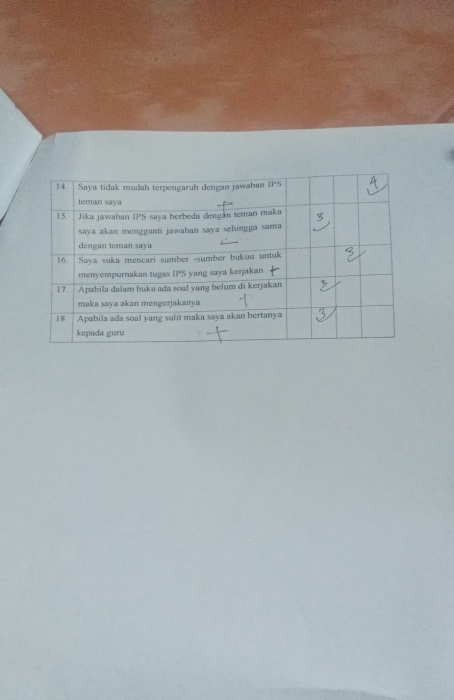 14. Saya tidak mudah terpengaruh dengan jawaban IPS 4
teman saya +
15. Jika jawaban IPS saya berbeda dengan teman maka 3
saya akan mengganti jawaban saya sehingga sama
dengan teman saya -
16. Saya suka mencari sumber -sumber bukuu untuk 3
menyempurnakan tugas IPS yang saya kerjakan +
17. Apabila dalam buku ada soal yang belum di kerjakan 3
maka saya akan mengerjakanya +
18. Apabila ada soal yang sulit maka saya akan bertanya 3
kepada guru +